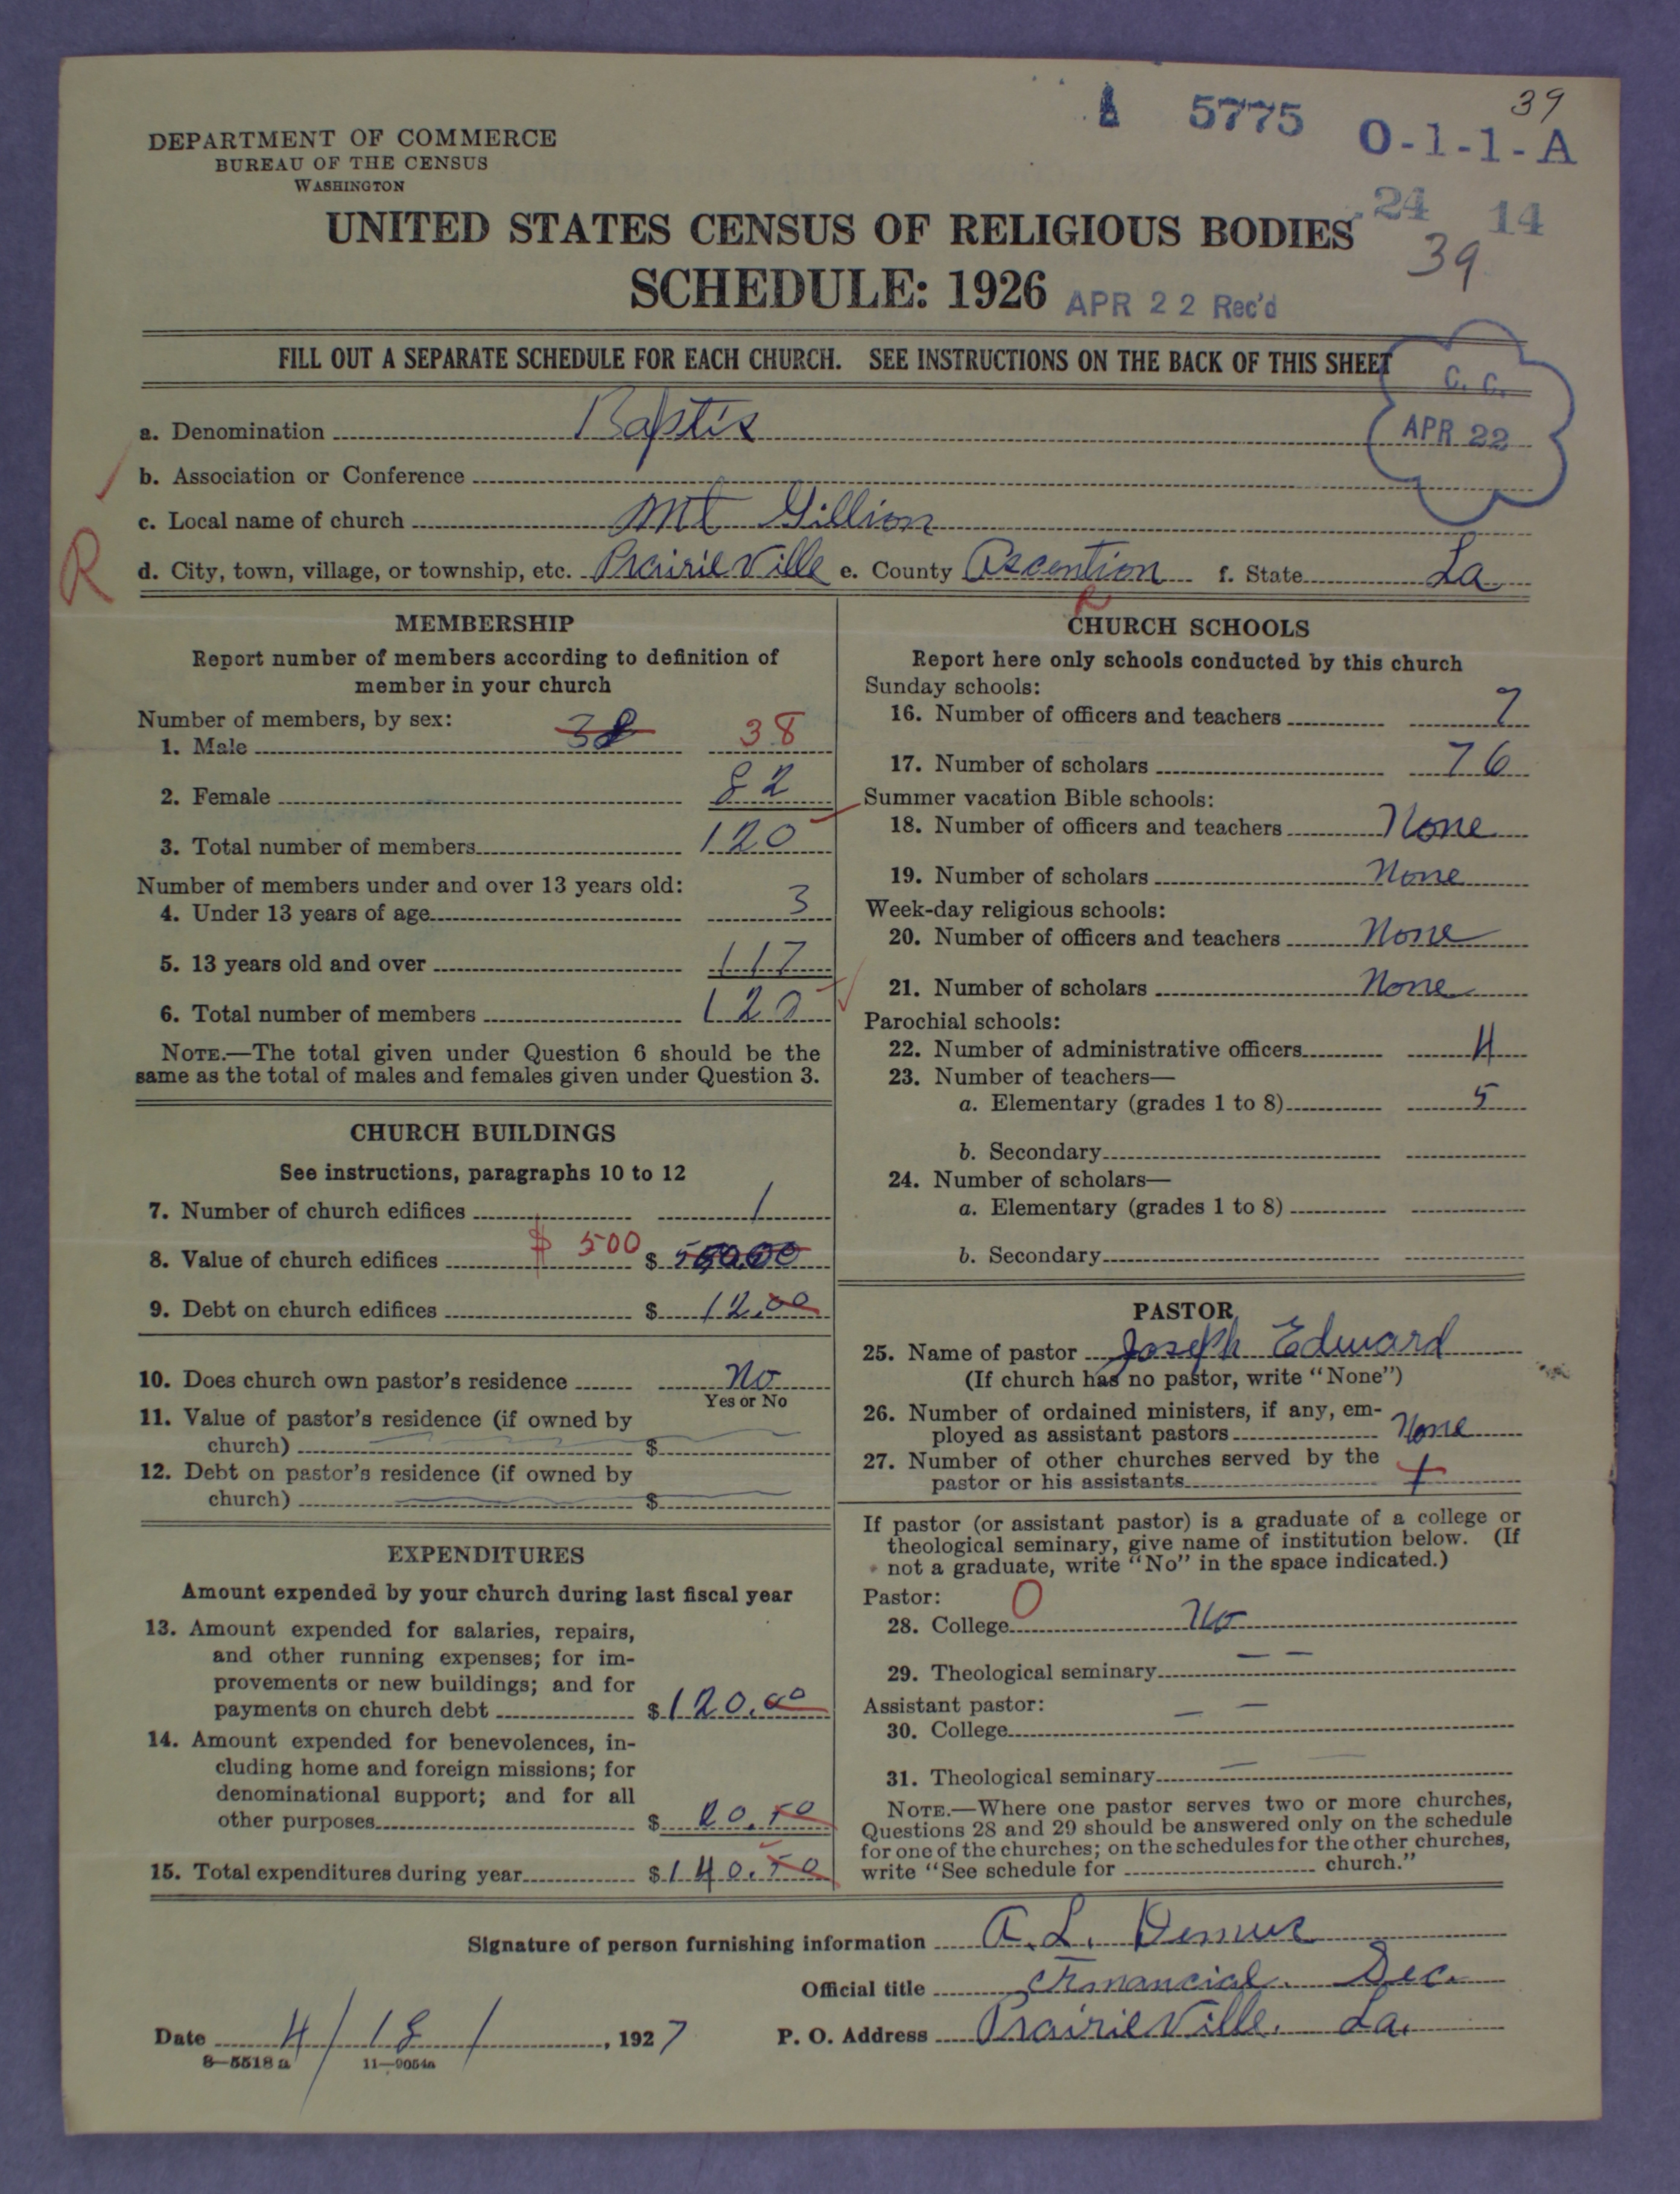 39
5775 O-1-1-A
DEPARTMENT OF COMMERCE
BUREAU OF THE CENSUS
WASHINGTON
24 14
UNITED STATES CENSUS OF RELIGIOUS BODIES
39
SCHEDULE: 1926 APR 22 Rec'd
FILL OUT A SEPARATE SCHEDULE FOR EACH CHURCH. SEE INSTRUCTIONS ON THE BACK OF THIS SHEET
C. C.
APR 22
a. Denomination Baptis
b. Association or Conference
c. Local name of church Mt Gillion
R
d. City, town, village, or township, etc. PrairieVille e. County Ascention f. State La
MEMBERSHIP
Report number of members according to definition of
member in your church
Number of members, by sex:
1. Male 38 38
2. Female 82
3. Total number of members 120
Number of members under and over 13 years old:
4. Under 13 years of age 3
5. 13 years old and over 117
6. Total number of members 120
NOTE.—The total given under Question 6 should be the
same as the total of males and females given under Question 3.
CHURCH BUILDINGS
See instructions, paragraphs 10 to 12
7. Number of church edifices 1
8. Value of church edifices $ 500 $ 500.00
9. Debt on church edifices $ 12.00
10. Does church own pastor's residence No
Yes or No
11. Value of pastor's residence (if owned by
church) $
12. Debt on pastor's residence (if owned by
church) $
EXPENDITURES
Amount expended by your church during last fiscal year
13. Amount expended for salaries, repairs,
and other running expenses; for im-
provements or new buildings; and for
payments on church debt $ 120.00
14. Amount expended for benevolences, in-
cluding home and foreign missions; for
denominational support; and for all
other purposes $ 20.50
15. Total expenditures during year $ 140.50
R
CHURCH SCHOOLS
Report here only schools conducted by this church
Sunday schools:
16. Number of officers and teachers 7
17. Number of scholars 76
Summer vacation Bible schools:
18. Number of officers and teachers None
19. Number of scholars None
Week-day religious schools:
20. Number of officers and teachers None
21. Number of scholars None
Parochial schools:
22. Number of administrative officers 4
23. Number of teachers—
a. Elementary (grades 1 to 8) 5
b. Secondary
24. Number of scholars—
a. Elementary (grades 1 to 8)
b. Secondary
PASTOR
25. Name of pastor Joseph Edward
(If church has no pastor, write "None")
26. Number of ordained ministers, if any, em-
ployed as assistant pastors None
27. Number of other churches served by the
pastor or his assistants 1
If pastor (or assistant pastor) is a graduate of a college or
theological seminary, give name of institution below. (If
not a graduate, write "No" in the space indicated.)
Pastor: O
28. College No
29. Theological seminary — —
Assistant pastor:
30. College — —
31. Theological seminary —
NOTE.—Where one pastor serves two or more churches,
Questions 28 and 29 should be answered only on the schedule
for one of the churches; on the schedules for the other churches,
write "See schedule for church."
Signature of person furnishing information A. L. Demus
Official title Financial. Sec.
Date 4/18/, 1927 P. O. Address PrairieVille. La.
8—5518 a 11—9054a